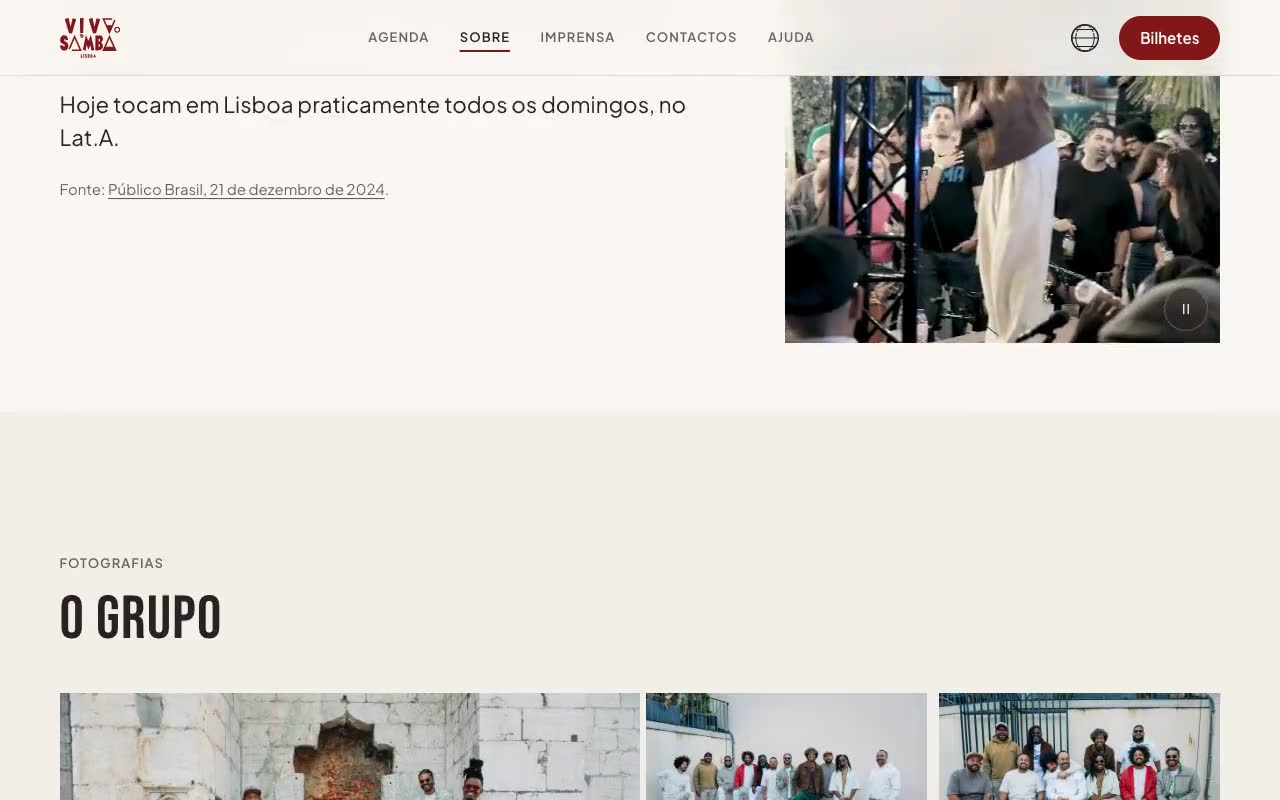 VIVA
O
SAMBA
LISBOA
AGENDA
SOBRE
IMPRENSA
CONTACTOS
AJUDA
Bilhetes
Hoje tocam em Lisboa praticamente todos os domingos, no
Lat.A.
Fonte: Público Brasil, 21 de dezembro de 2024.
FOTOGRAFIAS
O GRUPO